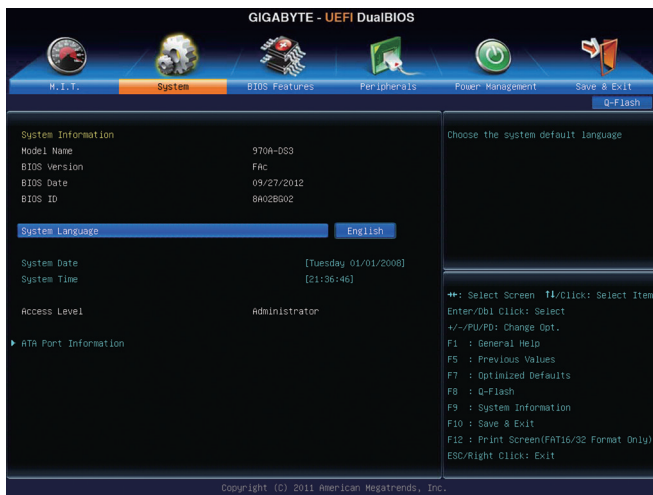 GIGABYTE - UEFI DualBIOS
M.I.T.
System
BIOS Features
Peripherals
Power Management
Save & Exit
Q-Flash
System Information
Model Name 970A-DS3
BIOS Version FAc
BIOS Date 09/27/2012
BIOS ID 8A02BG02
System Language English
System Date [Tuesday 01/01/2008]
System Time [21:36:46]
Access Level Administrator
ATA Port Information
Choose the system default language
→←: Select Screen ↑↓/Click: Select Item
Enter/Dbl Click: Select
+/-/PU/PD: Change Opt.
F1 : General Help
F5 : Previous Values
F7 : Optimized Defaults
F8 : Q-Flash
F9 : System Information
F10 : Save & Exit
F12 : Print Screen(FAT16/32 Format Only)
ESC/Right Click: Exit
Copyright (C) 2011 American Megatrends, Inc.